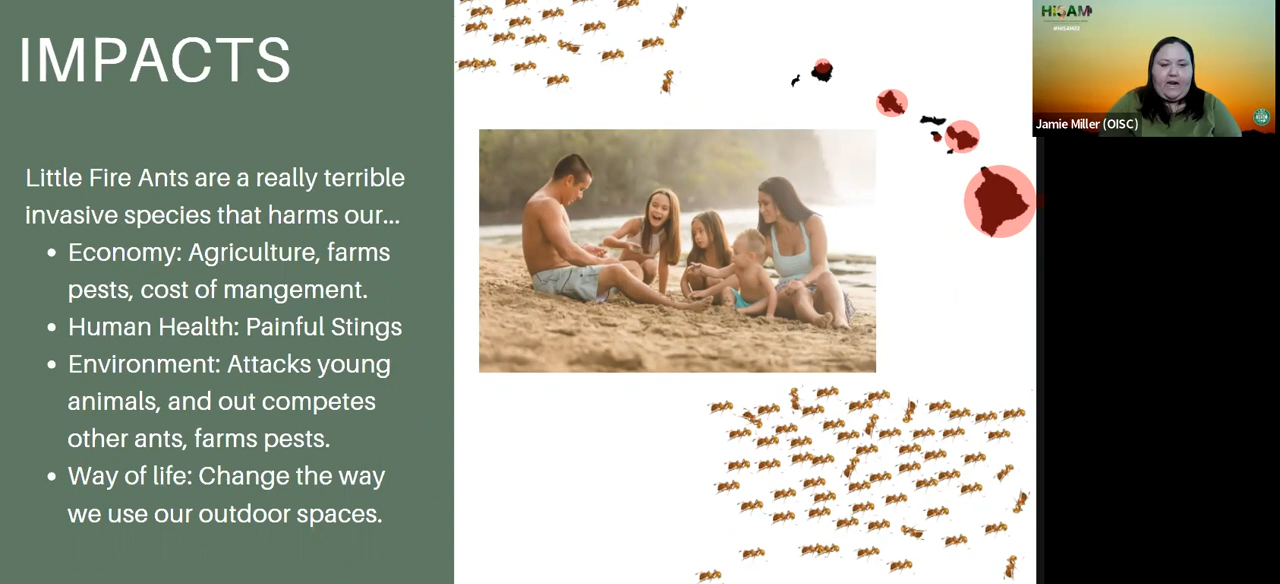 IMPACTS
Little Fire Ants are a really terrible
invasive species that harms our...
• Economy: Agriculture, farms
pests, cost of mangement.
• Human Health: Painful Stings
• Environment: Attacks young
animals, and out competes
other ants, farms pests.
• Way of life: Change the way
we use our outdoor spaces.
HISAM
#HISAM22
Jamie Miller (OISC)